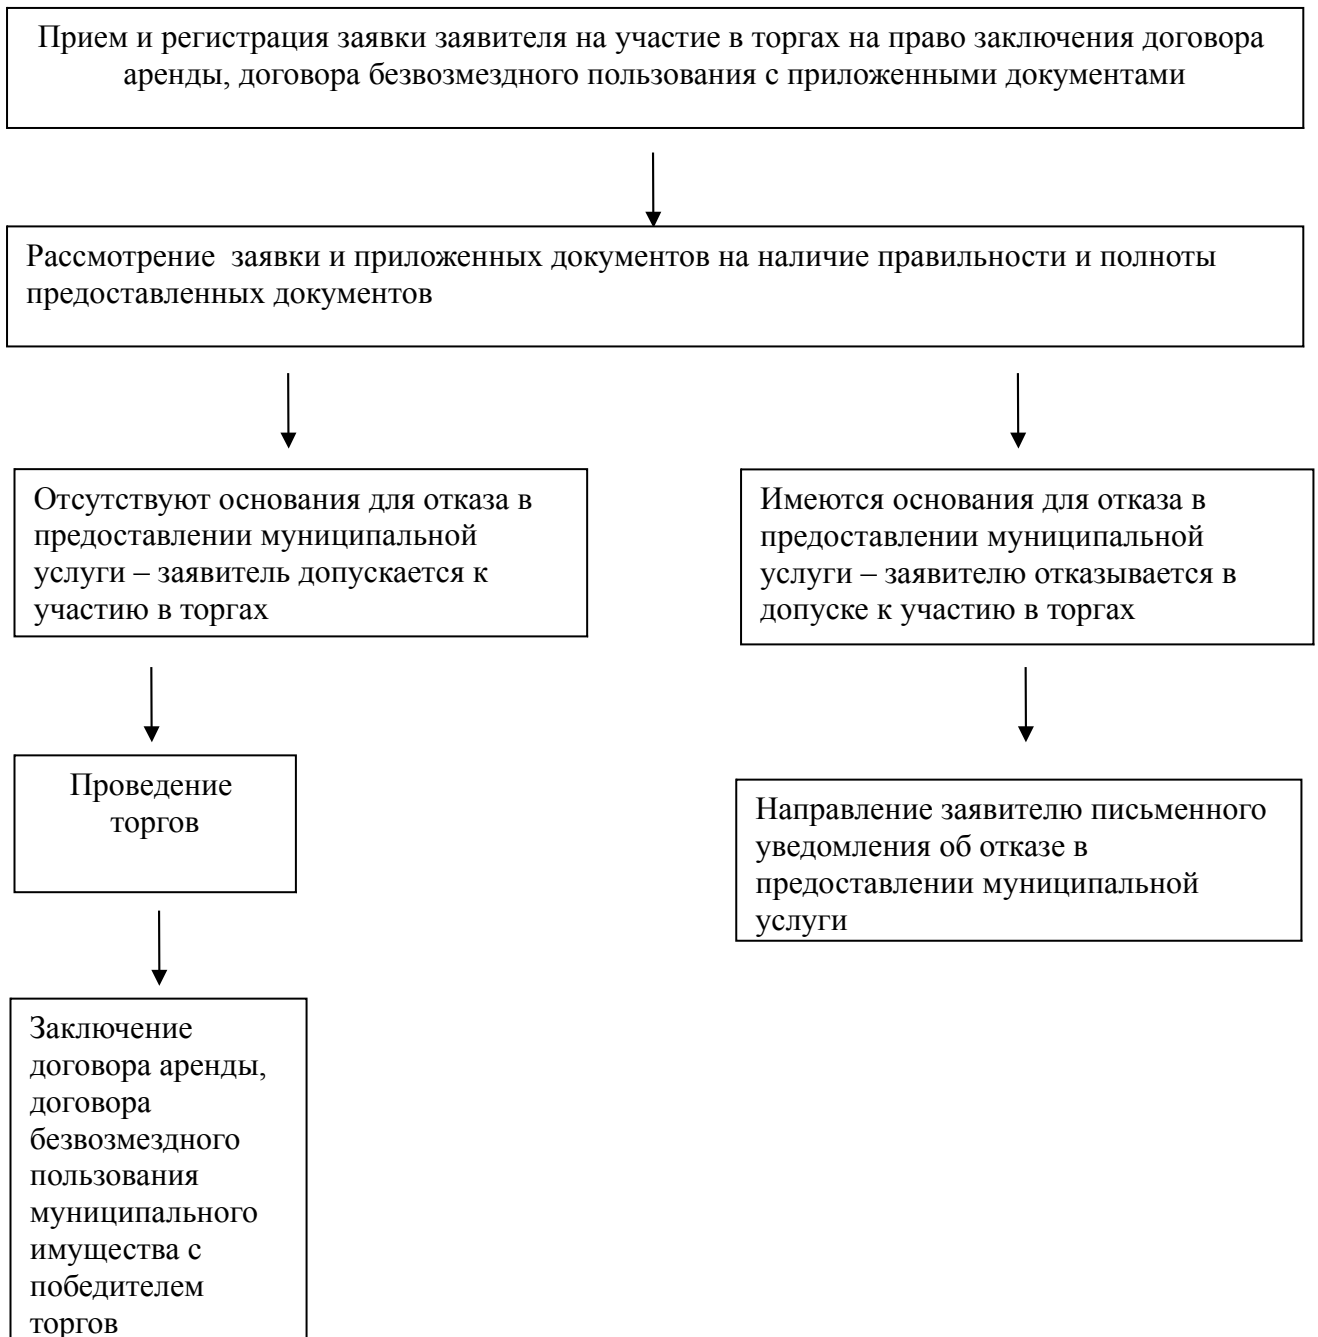 Прием и регистрация заявки заявителя на участие в торгах на право заключения договора
аренды, договора безвозмездного пользования с приложенными документами
Рассмотрение  заявки и приложенных документов на наличие правильности и полноты
предоставленных документов
Отсутствуют основания для отказа в
предоставлении муниципальной
услуги – заявитель допускается к
участию в торгах
Имеются основания для отказа в
предоставлении муниципальной
услуги – заявителю отказывается в
допуске к участию в торгах
Проведение
торгов
Направление заявителю письменного
уведомления об отказе в
предоставлении муниципальной
услуги
Заключение
договора аренды,
договора
безвозмездного
пользования
муниципального
имущества с
победителем
торгов